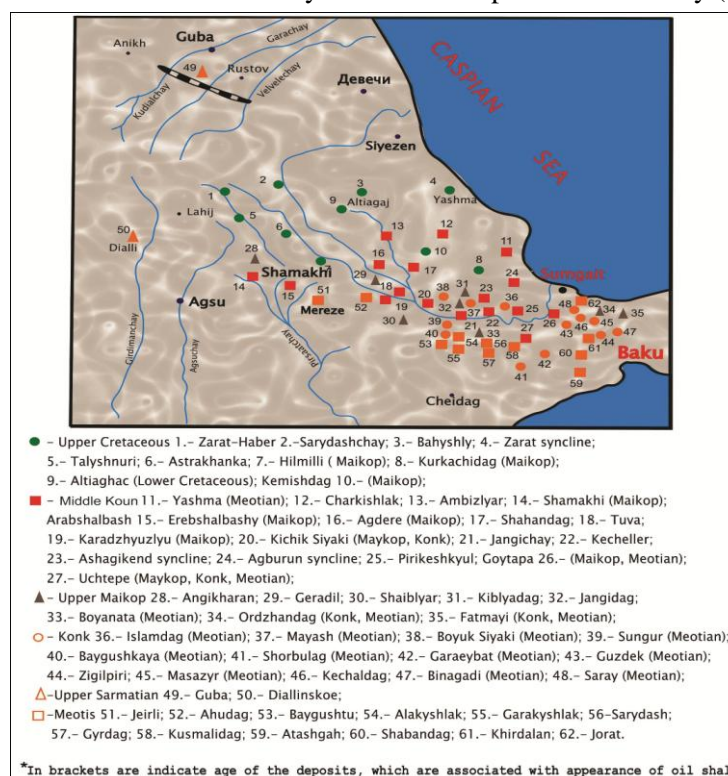 Anikh
Guba
Garachay
49
Rustov
Kudialchay
Velvelechay
Девечи
CASPIAN
SEA
Siyezen
1
2
3
4
Altiagaj
Yashma
9
Lahij
5
6
13
12
50
Dialli
28
16
10
11
Shamakhi
7
29
17
8
24
Sumgait
14
15
51
Mereze
52
18
19
30
20
38
31
32
23
36
37
22
25
48
62
34
35
Agsu
39
40
21
33
27
26
43
46
45
47
44
53
55
54
56
57
58
41
42
60
61
59
Baku
Girdimanchay
Agsuchay
Pirsaatchay
Cheidag
– Upper Cretaceous 1.– Zarat–Haber 2.–Sarydashchay; 3.– Bahyshly; 4.– Zarat syncline;
5.– Talyshnuri; 6.– Astrakhanka; 7.– Hilmilli ( Maikop); 8.– Kurkachidag (Maikop);
9.– Altiaghac (Lower Cretaceous); Kemishdag 10.– (Maikop);
– Middle Koun 11.– Yashma (Meotian); 12.– Charkishlak; 13.– Ambizlyar; 14.– Shamakhi (Maikop);
Arabshalbash 15.– Erebshalbashy (Maikop); 16.– Agdere (Maikop); 17.– Shahandag; 18.– Tuva;
19.– Karadzhyuzlyu (Maikop); 20.– Kichik Siyaki (Maykop, Konk); 21.– Jangichay; 22.– Kecheller;
23.– Ashagikend syncline; 24.– Agburun syncline; 25.– Pirikeshkyul; Goytapa 26.– (Maikop, Meotian);
27.– Uchtepe (Maykop, Konk, Meotian);
– Upper Maikop 28.– Angikharan; 29.– Geradil; 30.– Shaiblyar; 31.– Kiblyadag; 32.– Jangidag;
33.– Boyanata (Meotian); 34.– Ordzhandag (Konk, Meotian); 35.– Fatmayi (Konk, Meotian);
– Konk 36.– Islamdag (Meotian); 37.– Mayash (Meotian); 38.– Boyuk Siyaki (Meotian); 39.– Sungur (Meotian);
40.– Baygushkaya (Meotian); 41.– Shorbulag (Meotian); 42.– Garaeybat (Meotian); 43.– Guzdek (Meotian);
44.– Zigilpiri; 45.– Masazyr (Meotian); 46.– Kechaldag; 47.– Binagadi (Meotian); 48.– Saray (Meotian);
–Upper Sarmatian 49.– Guba; 50.– Diallinskoe;
–Meotis 51.– Jeirli; 52.– Ahudag; 53.– Baygushtu; 54.– Alakyshlak; 55.– Garakyshlak; 56–Sarydash;
57.– Gyrdag; 58.– Kusmalidag; 59.– Atashgah; 60.– Shabandag; 61.– Khirdalan; 62.– Jorat.
*In brackets are indicate age of the deposits, which are associated with appearance of oil shal